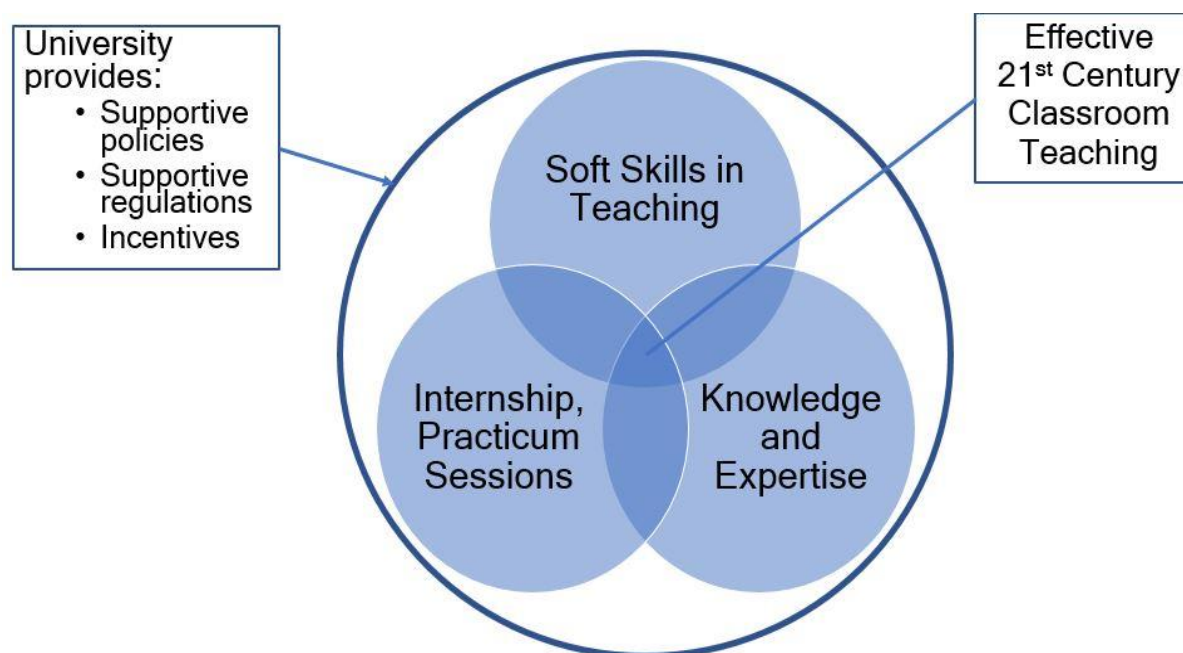 University
provides:
• Supportive
policies
• Supportive
regulations
• Incentives
Effective
21st Century
Classroom
Teaching
Soft Skills in
Teaching
Internship,
Practicum
Sessions
Knowledge
and
Expertise